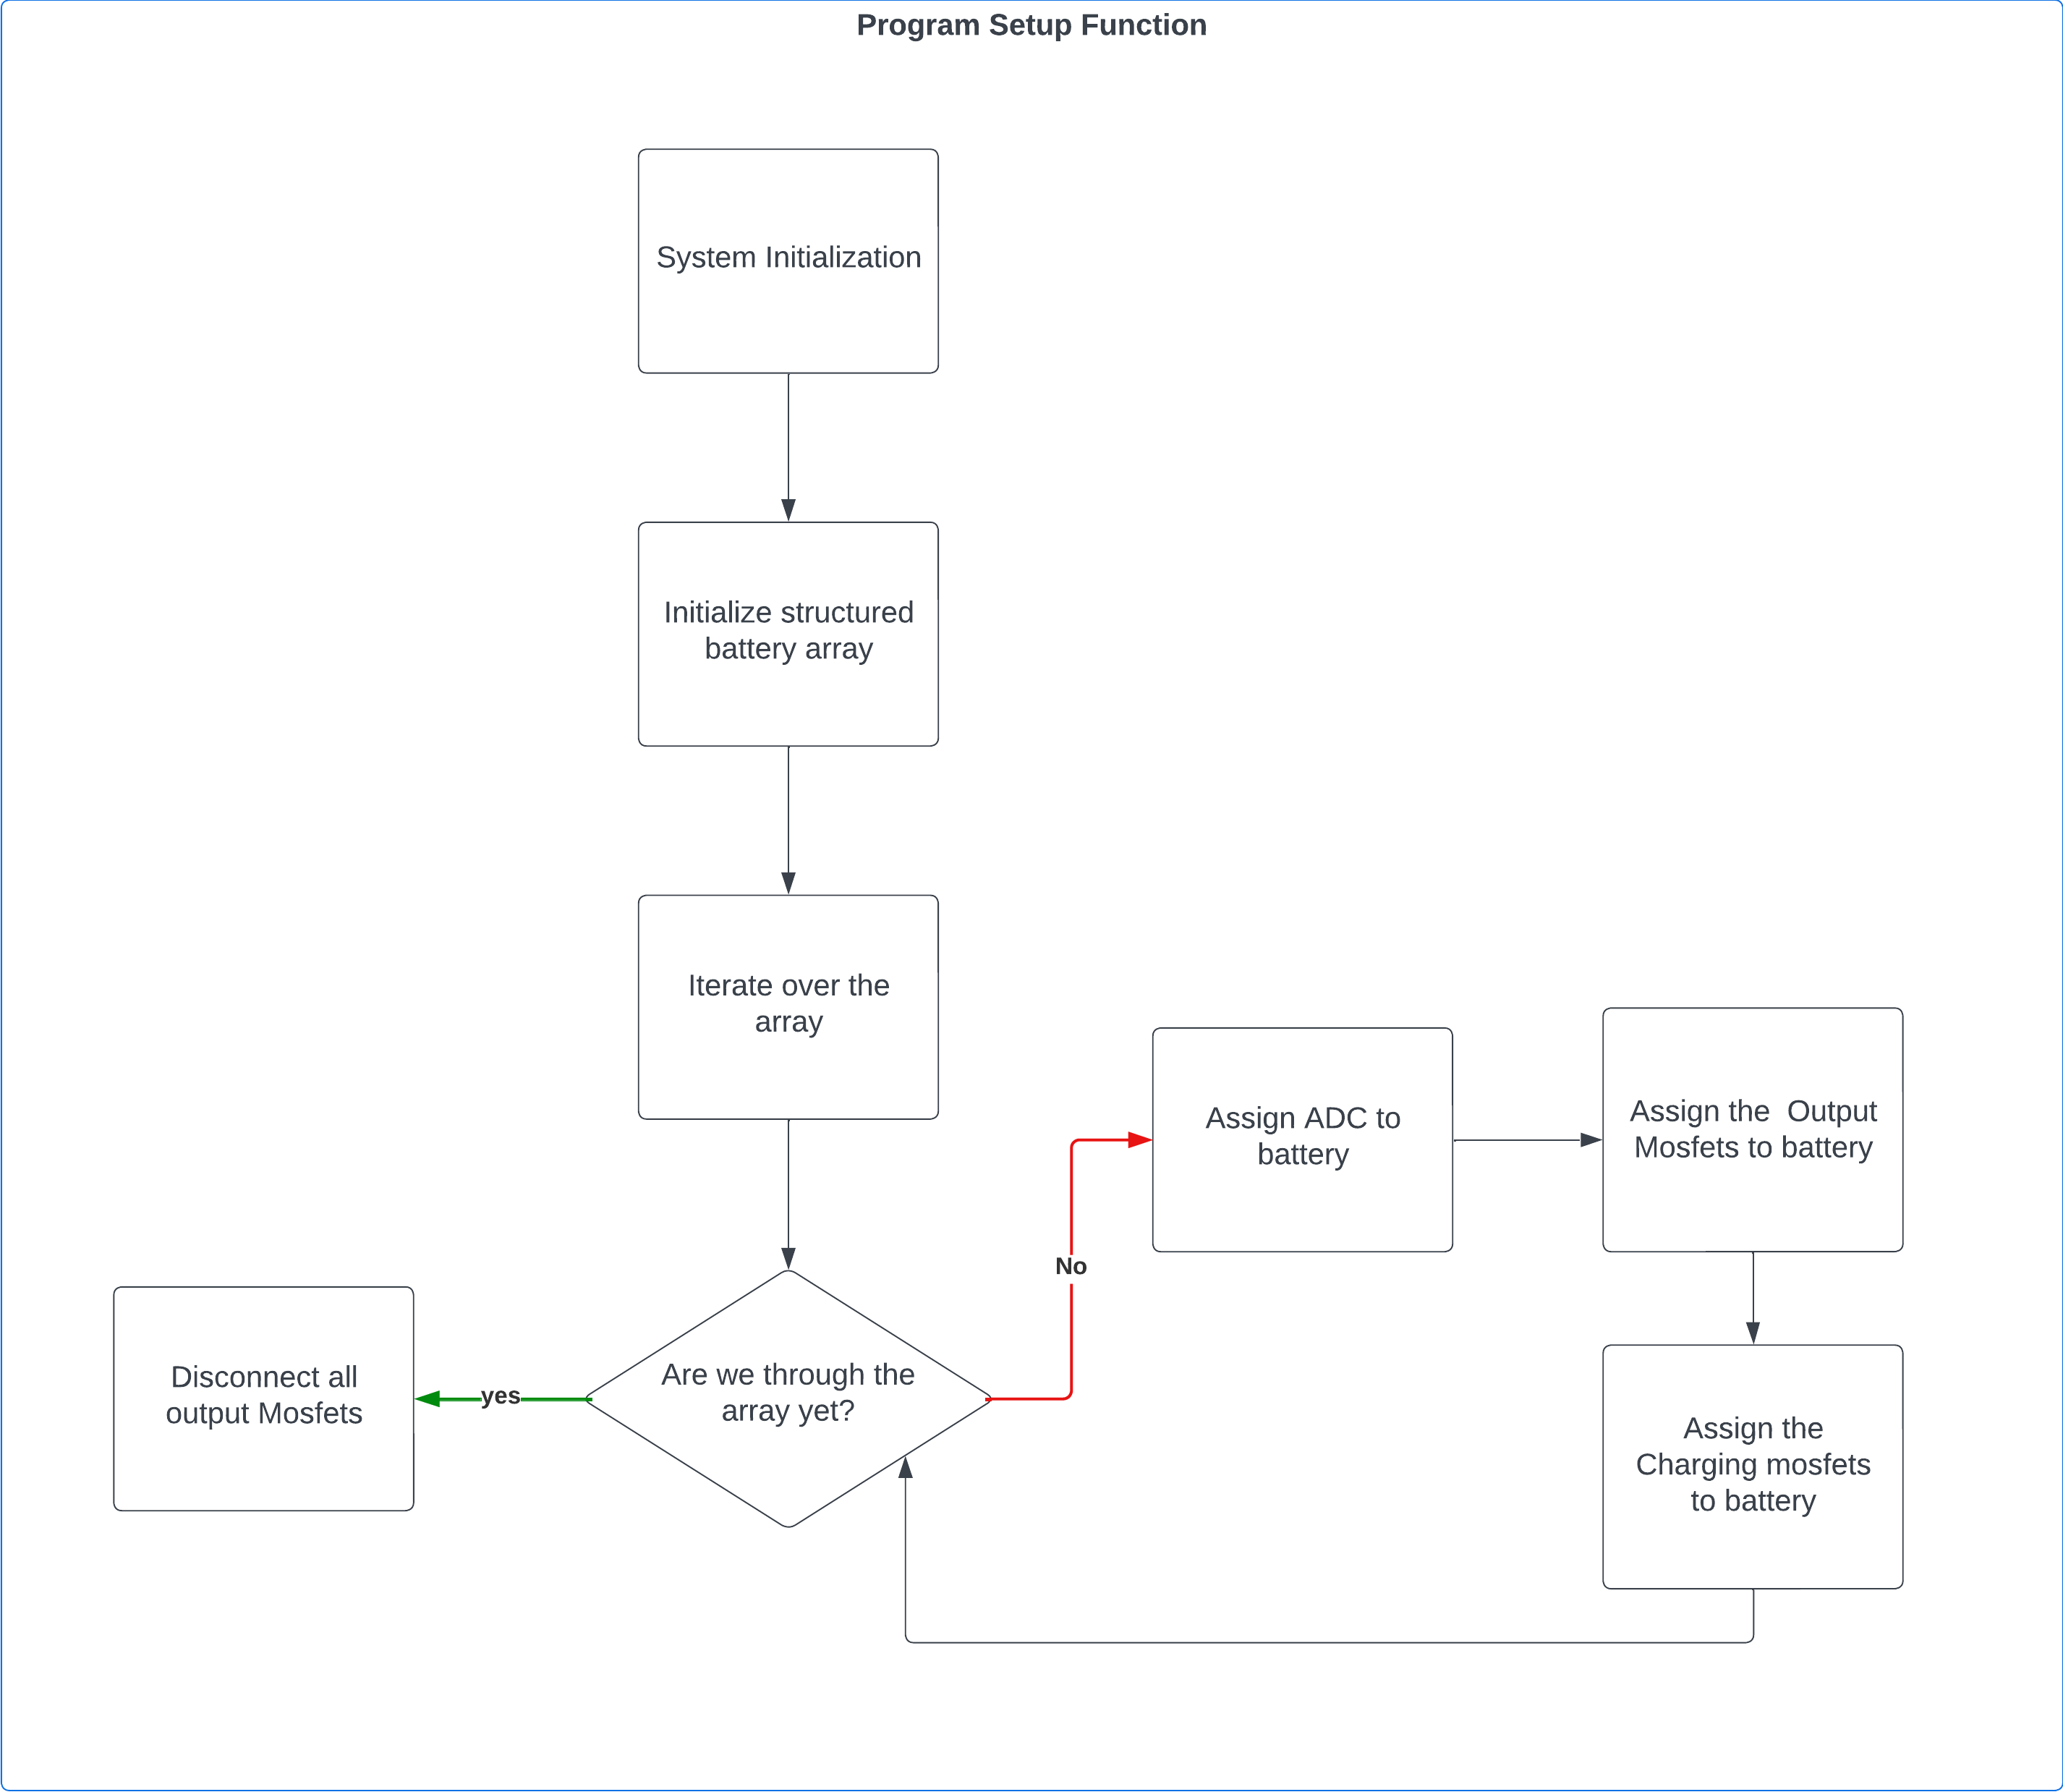 Program Setup Function
System Initialization
Initialize structured
battery array
Iterate over the
array
Are we through the
array yet?
yes
Disconnect all
output Mosfets
No
Assign ADC to
battery
Assign the  Output
Mosfets to battery
Assign the
Charging mosfets
to battery